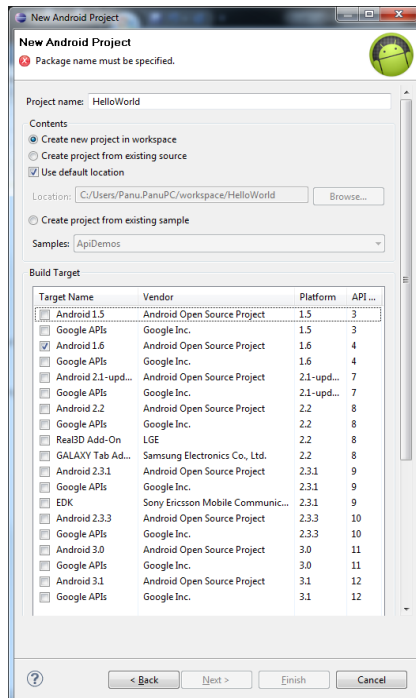 New Android Project
New Android Project
Package name must be specified.
Project name: HelloWorld
Contents
Create new project in workspace
Create project from existing source
Use default location
Location: C:/Users/Panu.PanuPC/workspace/HelloWorld Browse...
Create project from existing sample
Samples: ApiDemos
Build Target
Target Name Vendor Platform API ...
Android 1.5 Android Open Source Project 1.5 3
Google APIs Google Inc. 1.5 3
Android 1.6 Android Open Source Project 1.6 4
Google APIs Google Inc. 1.6 4
Android 2.1-upd... Android Open Source Project 2.1-upd... 7
Google APIs Google Inc. 2.1-upd... 7
Android 2.2 Android Open Source Project 2.2 8
Google APIs Google Inc. 2.2 8
Real3D Add-On LGE 2.2 8
GALAXY Tab Ad... Samsung Electronics Co., Ltd. 2.2 8
Android 2.3.1 Android Open Source Project 2.3.1 9
Google APIs Google Inc. 2.3.1 9
EDK Sony Ericsson Mobile Communic... 2.3.1 9
Android 2.3.3 Android Open Source Project 2.3.3 10
Google APIs Google Inc. 2.3.3 10
Android 3.0 Android Open Source Project 3.0 11
Google APIs Google Inc. 3.0 11
Android 3.1 Android Open Source Project 3.1 12
Google APIs Google Inc. 3.1 12
? < Back Next > Finish Cancel